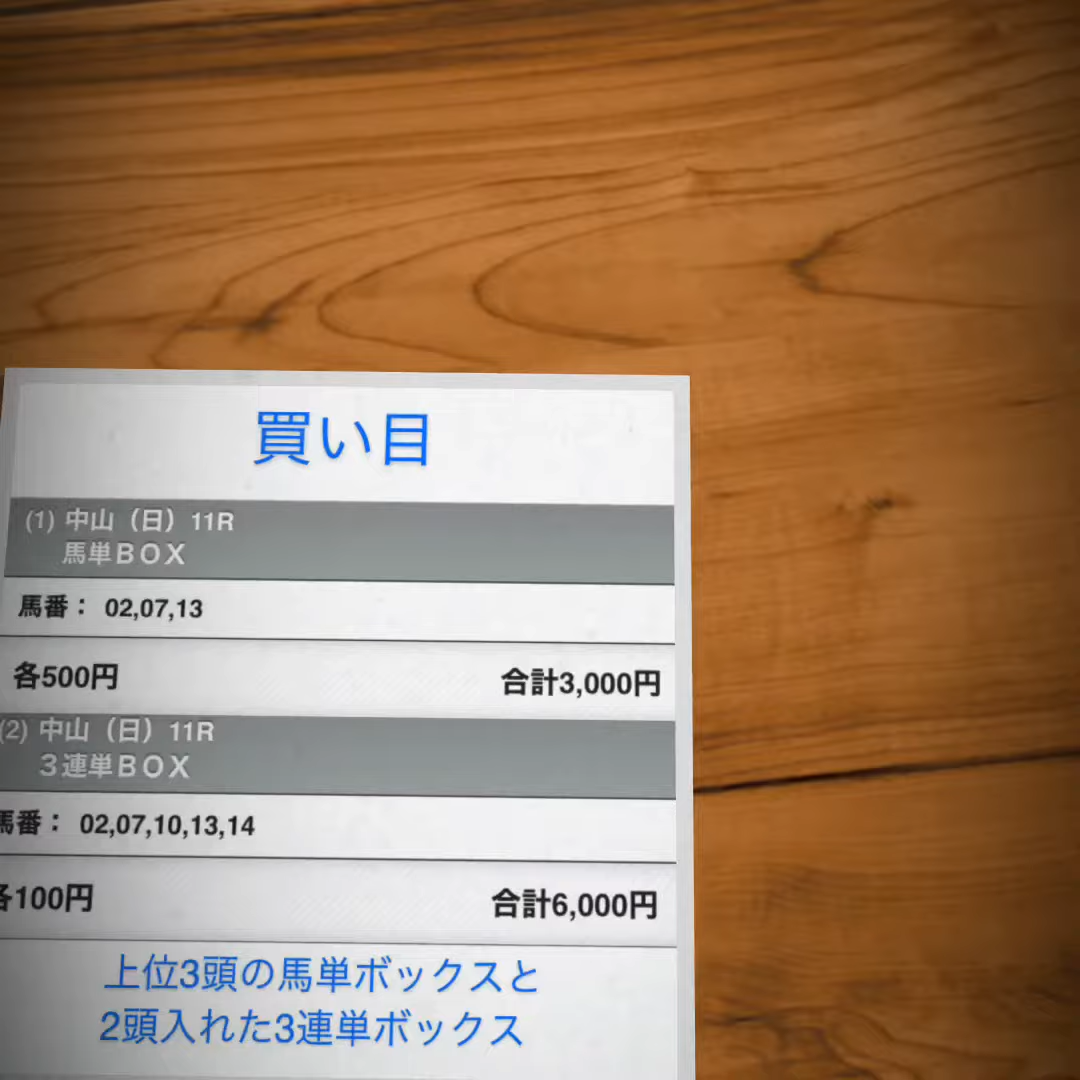 買い目
(1) 中山（日）11R
馬単ＢＯＸ
馬番： 02,07,13
各500円 合計3,000円
(2) 中山（日）11R
３連単ＢＯＸ
馬番： 02,07,10,13,14
各100円 合計6,000円
上位3頭の馬単ボックスと
2頭入れた3連単ボックス